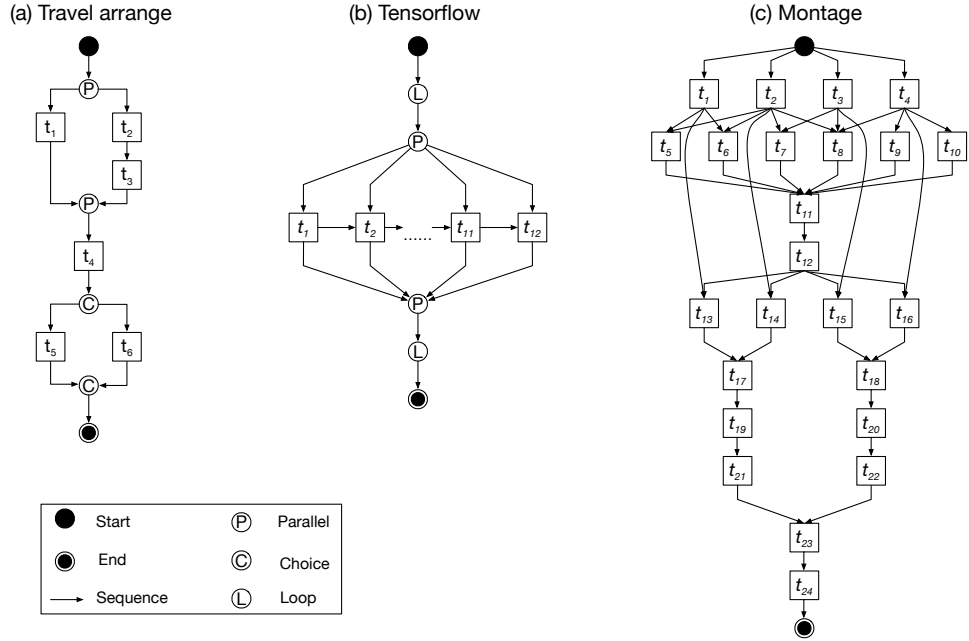 (a) Travel arrange
P
t1
t2
t3
P
t4
C
t5
t6
C
(b) Tensorflow
L
P
t1
t2
......
t11
t12
P
L
(c) Montage
t1
t2
t3
t4
t5
t6
t7
t8
t9
t10
t11
t12
t13
t14
t15
t16
t17
t18
t19
t20
t21
t22
t23
t24
Start
P Parallel
End
C Choice
Sequence
L Loop